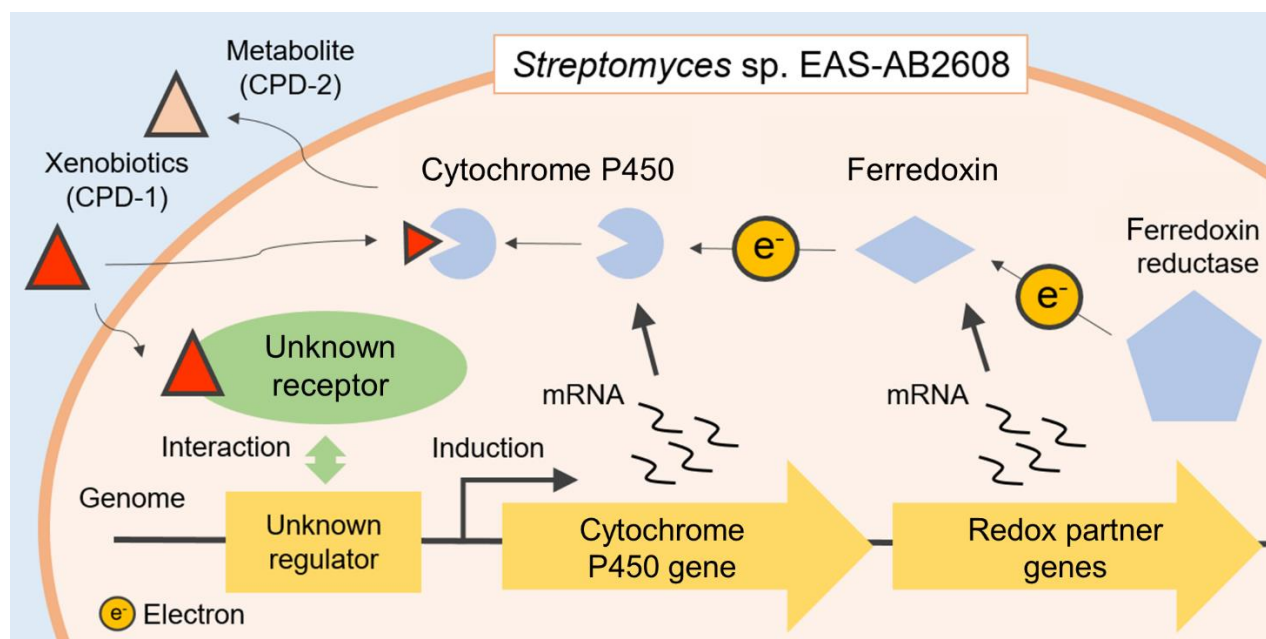 Streptomyces sp. EAS-AB2608
Metabolite
(CPD-2)
Xenobiotics
(CPD-1)
Cytochrome P450
Ferredoxin
Ferredoxin
reductase
e-
e-
Unknown
receptor
mRNA
mRNA
Interaction
Induction
Genome
Unknown
regulator
Cytochrome
P450 gene
Redox partner
genes
e- Electron